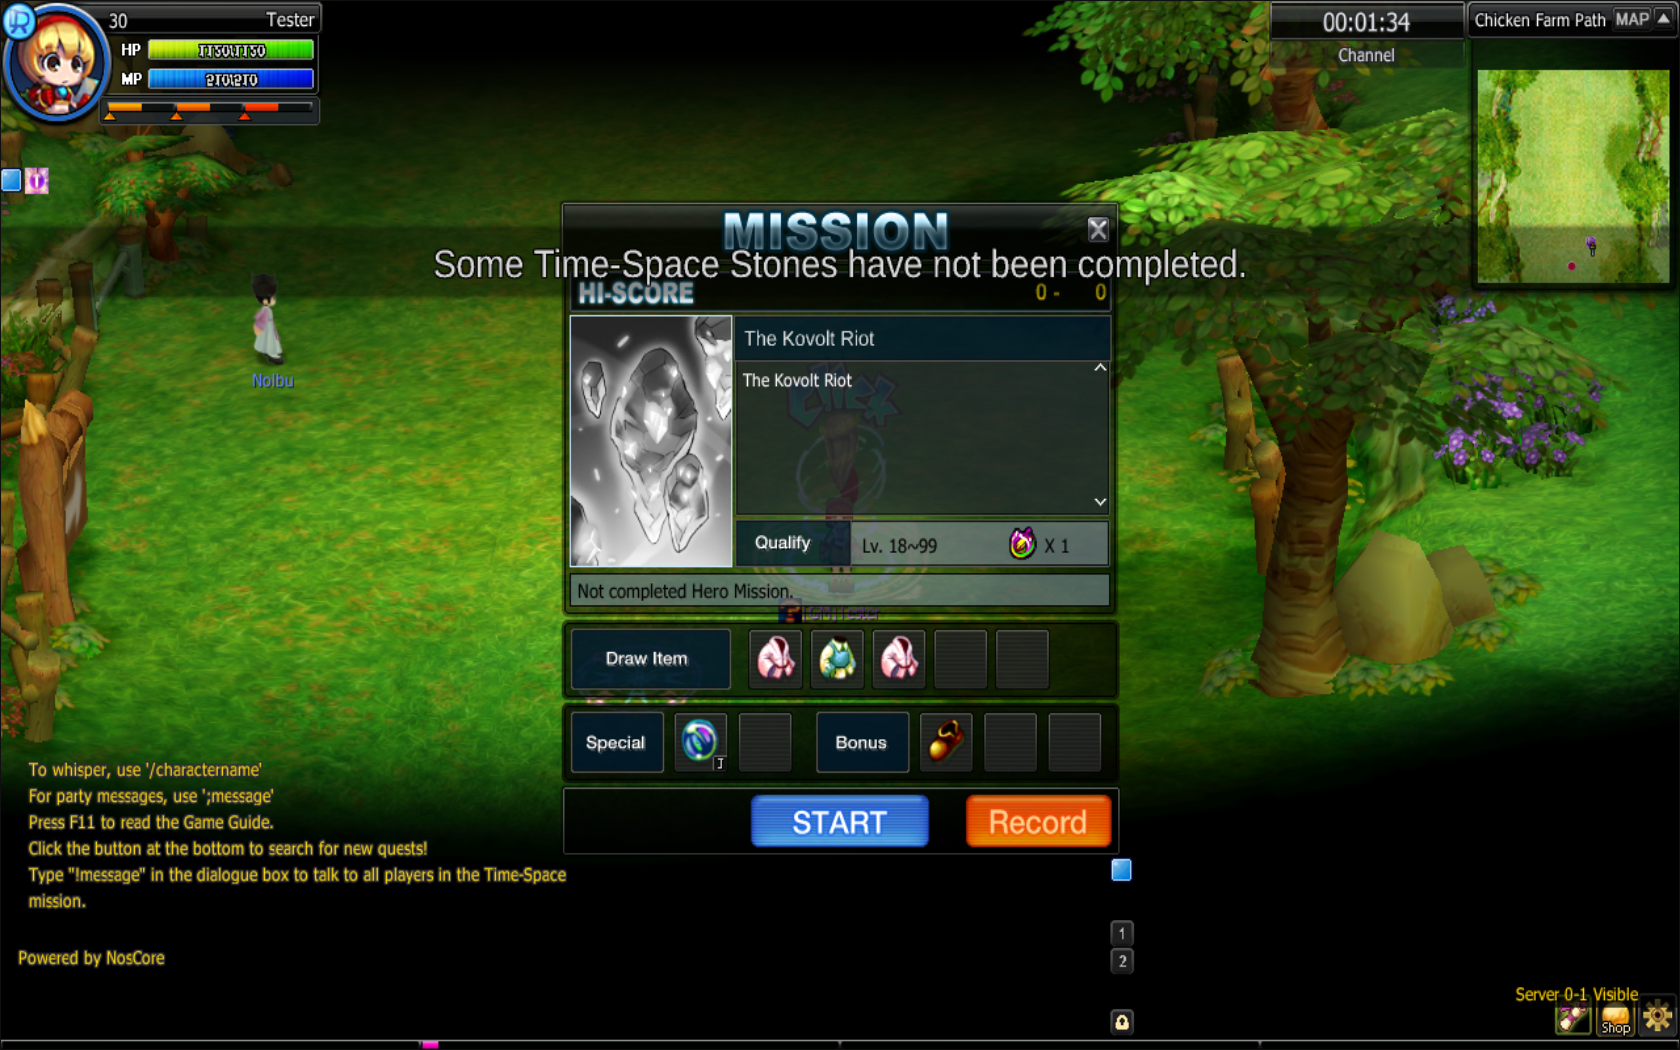 30 Tester
HP 1120\1120
MP 510\510
00:01:34
Channel
Chicken Farm Path MAP
MISSION
Some Time-Space Stones have not been completed.
HI-SCORE 0 - 0
The Kovolt Riot
The Kovolt Riot
Nolbu
Qualify Lv. 18~99 X 1
Not completed Hero Mission.
Draw Item
Special J Bonus
START Record
To whisper, use '/charactername'
For party messages, use ';message'
Press F11 to read the Game Guide.
Click the button at the bottom to search for new quests!
Type "!message" in the dialogue box to talk to all players in the Time-Space
mission.
Powered by NosCore
1
2
Server 0-1 Visible
Shop